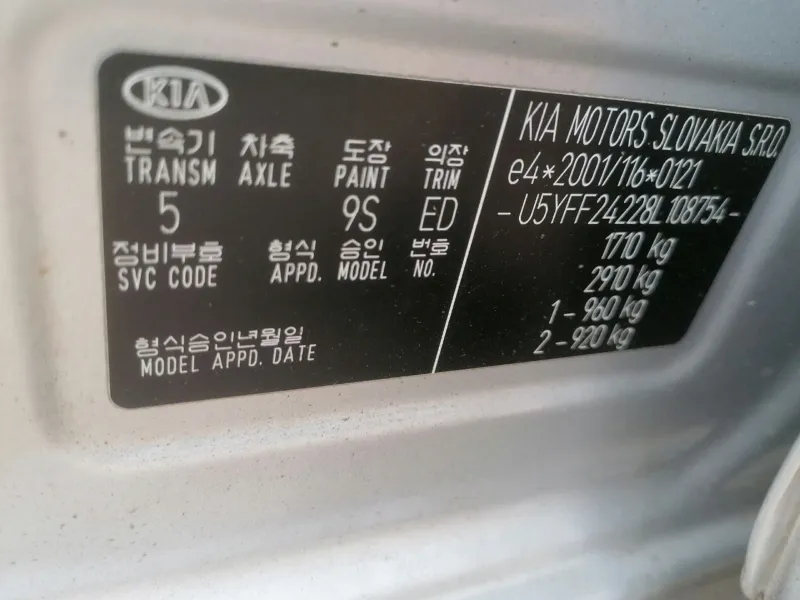 KIA
변속기 차축 도장 의장
TRANSM AXLE PAINT TRIM
5 9S ED
정비부호 형식 승인 번호
SVC CODE APPD. MODEL NO.
형식승인년월일
MODEL APPD. DATE
KIA MOTORS SLOVAKIA S.R.O.
e4*2001/116*0121
- U5YFF24228L108754 -
1710 kg
2910 kg
1 - 960 kg
2 - 920 kg